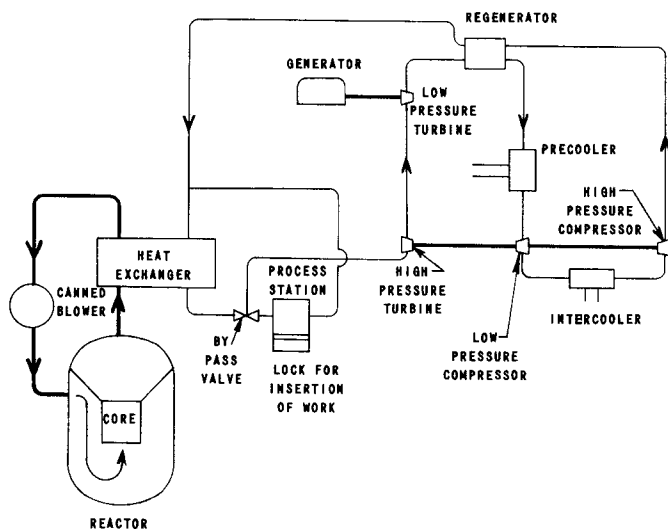 REGENERATOR
GENERATOR
LOW
PRESSURE
TURBINE
PRECOOLER
HIGH
PRESSURE
COMPRESSOR
HEAT
EXCHANGER
PROCESS
STATION
HIGH
PRESSURE
TURBINE
CANNED
BLOWER
INTERCOOLER
BY
PASS
VALVE
LOCK FOR
INSERTION
OF WORK
LOW
PRESSURE
COMPRESSOR
CORE
REACTOR